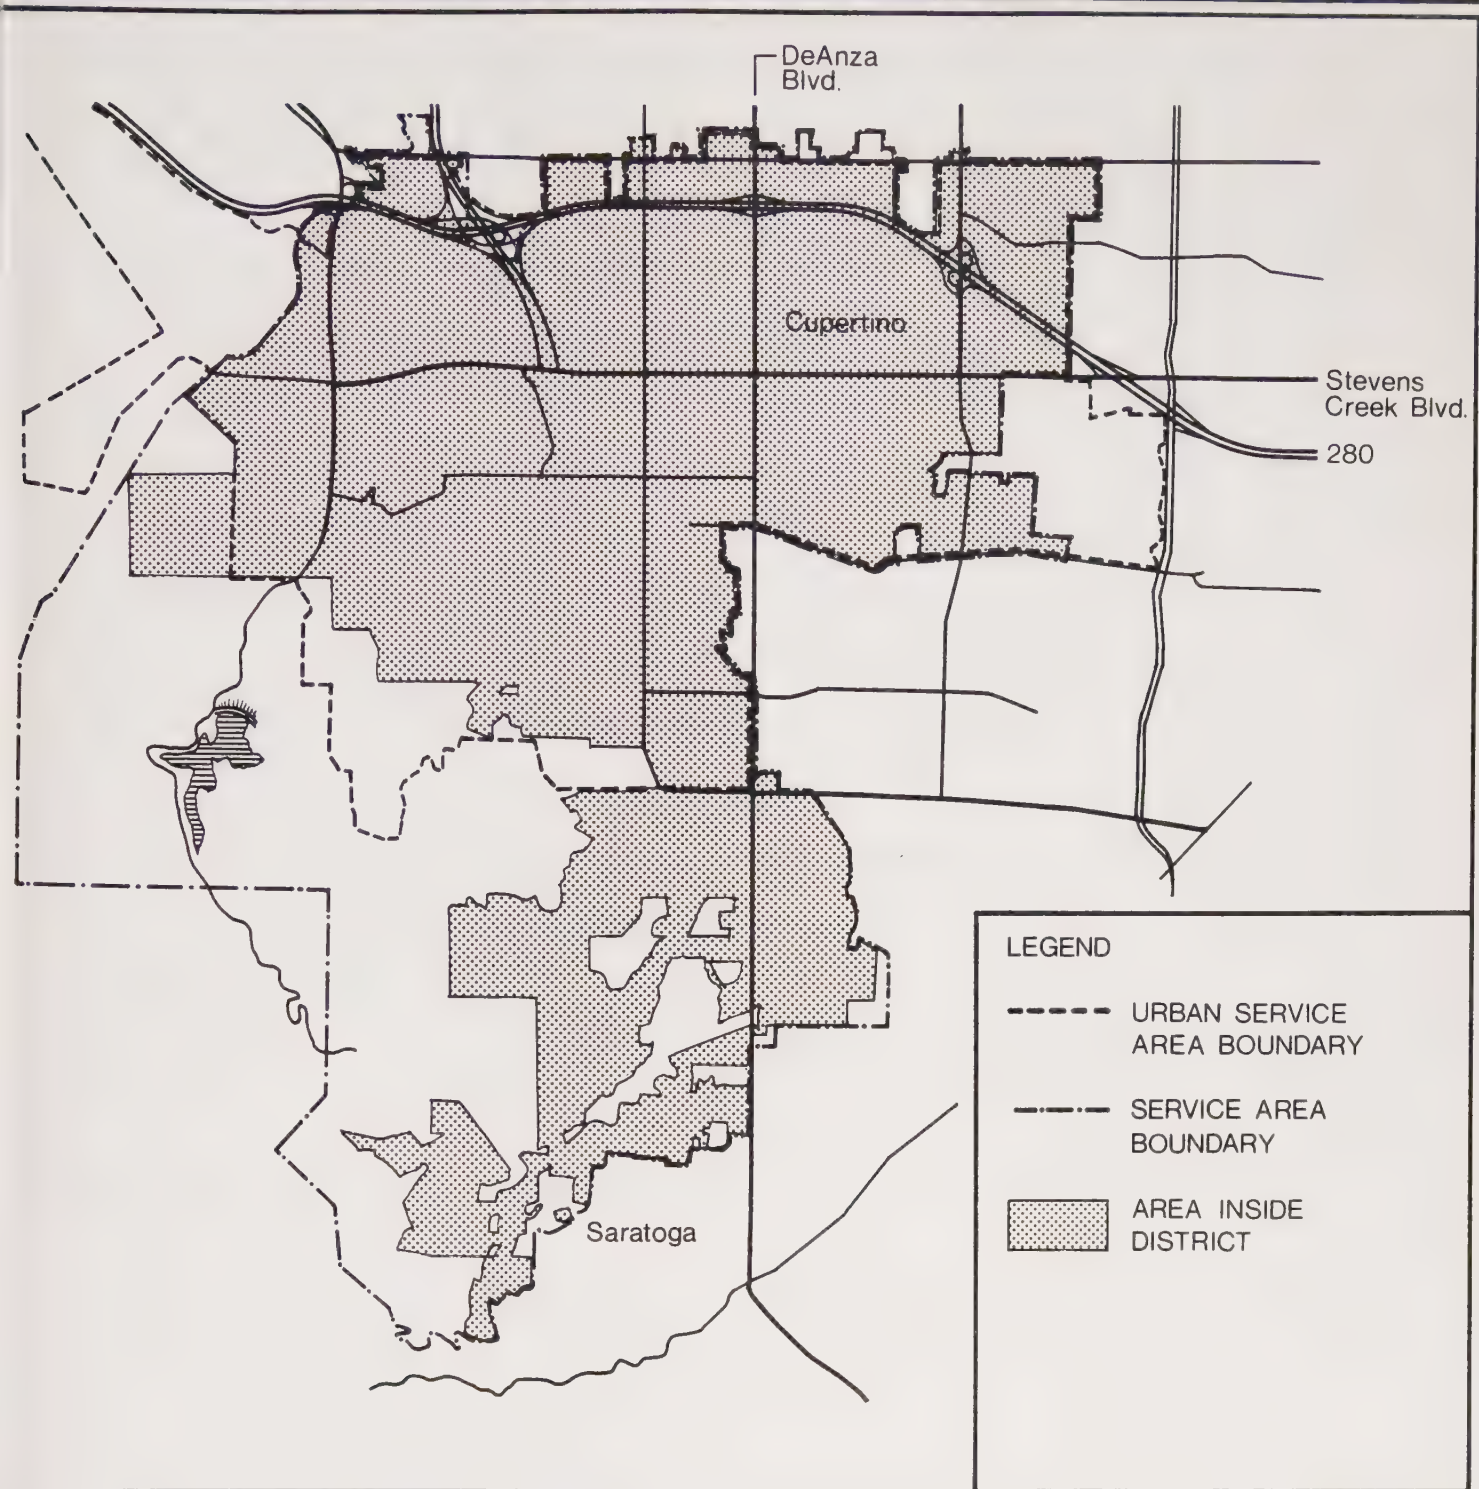 DeAnza
Blvd.
Cupertino
Stevens
Creek Blvd.
280
LEGEND
URBAN SERVICE
AREA BOUNDARY
SERVICE AREA
BOUNDARY
AREA INSIDE
DISTRICT
Saratoga